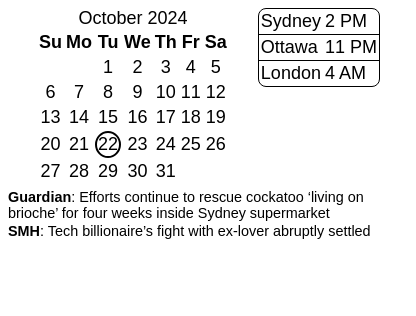 October 2024
Su Mo Tu We Th Fr Sa
1 2 3 4 5
6 7 8 9 10 11 12
13 14 15 16 17 18 19
20 21 22 23 24 25 26
27 28 29 30 31
Sydney 2 PM
Ottawa 11 PM
London 4 AM
Guardian: Efforts continue to rescue cockatoo ‘living on
brioche’ for four weeks inside Sydney supermarket
SMH: Tech billionaire’s fight with ex-lover abruptly settled